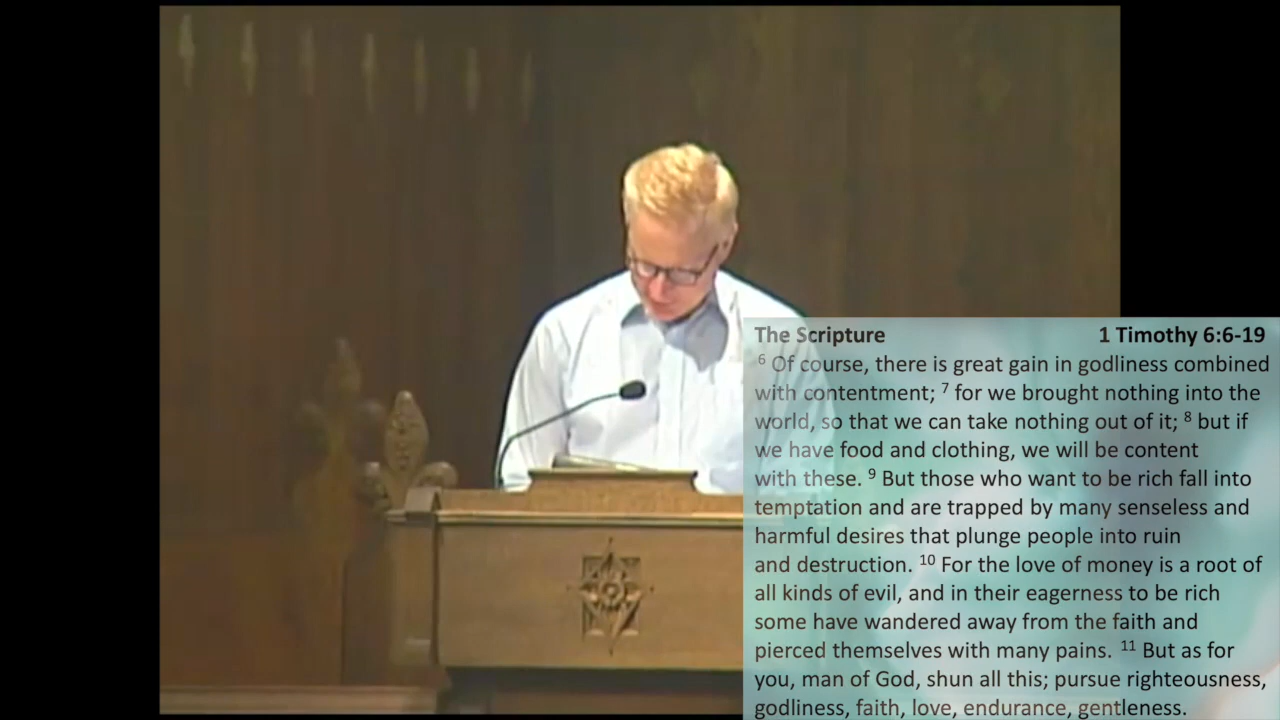 The Scripture 1 Timothy 6:6-19
6 Of course, there is great gain in godliness combined
with contentment; 7 for we brought nothing into the
world, so that we can take nothing out of it; 8 but if
we have food and clothing, we will be content
with these. 9 But those who want to be rich fall into
temptation and are trapped by many senseless and
harmful desires that plunge people into ruin
and destruction. 10 For the love of money is a root of
all kinds of evil, and in their eagerness to be rich
some have wandered away from the faith and
pierced themselves with many pains. 11 But as for
you, man of God, shun all this; pursue righteousness,
godliness, faith, love, endurance, gentleness.